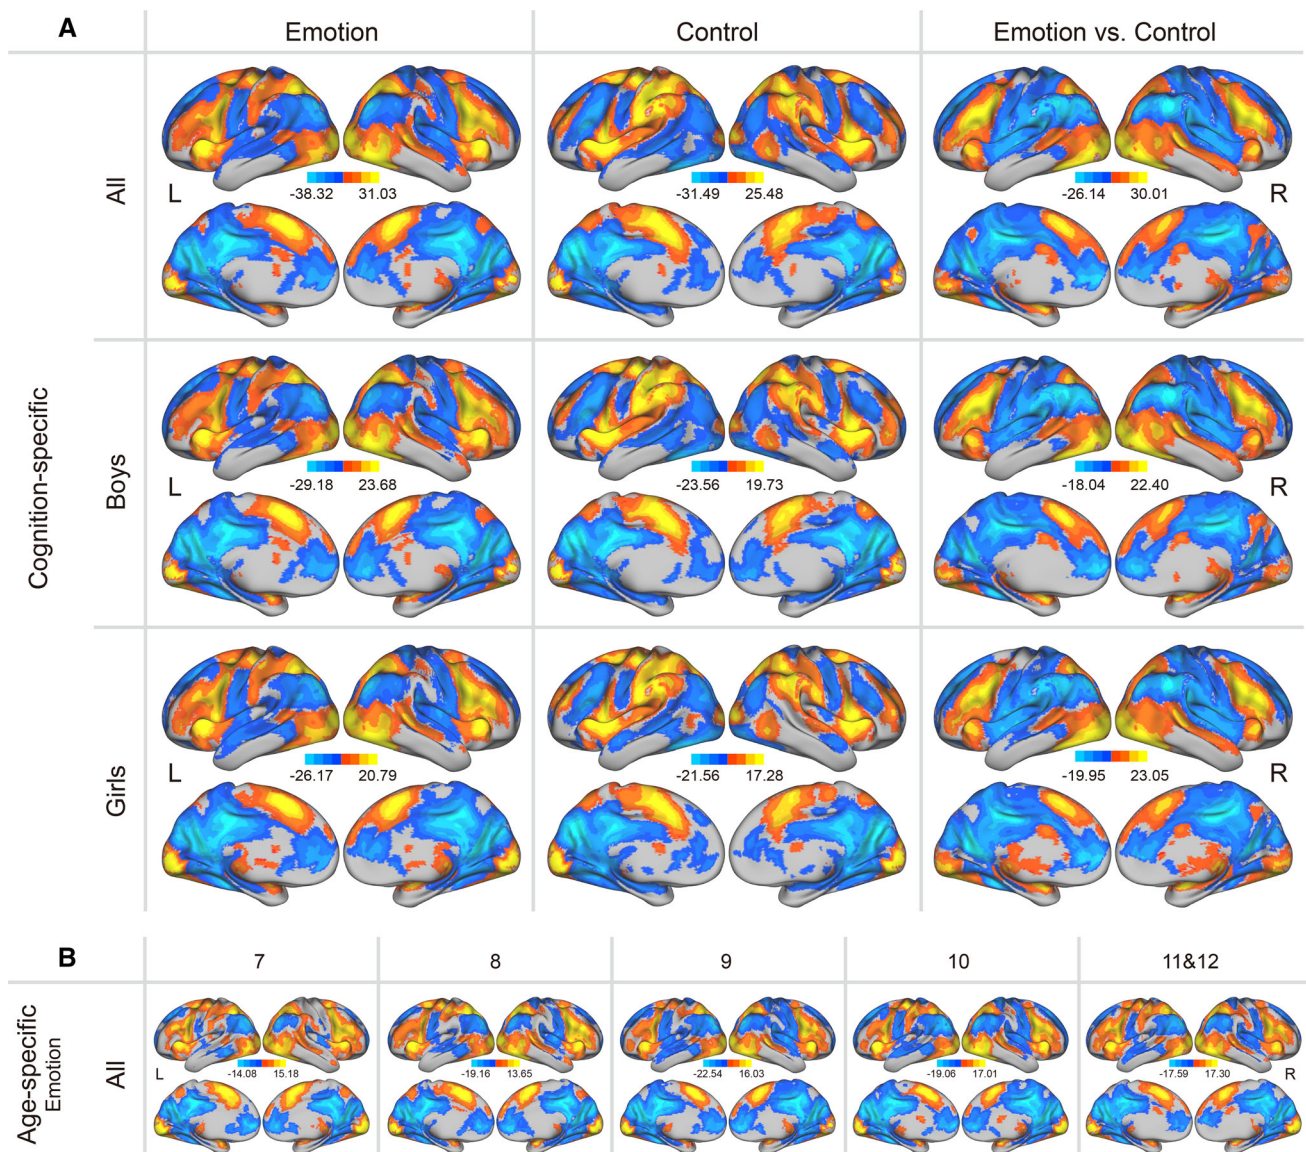 A
Emotion
Control
Emotion vs. Control
Cognition-specific
All
L
-38.32 31.03
-31.49 25.48
-26.14 30.01
R
Boys
L
-29.18 23.68
-23.56 19.73
-18.04 22.40
R
Girls
L
-26.17 20.79
-21.56 17.28
-19.95 23.05
R
B
7
8
9
10
11&12
Age-specific
Emotion
All
L
-14.08 15.18
-19.16 13.65
-22.54 16.03
-19.06 17.01
-17.59 17.30
R